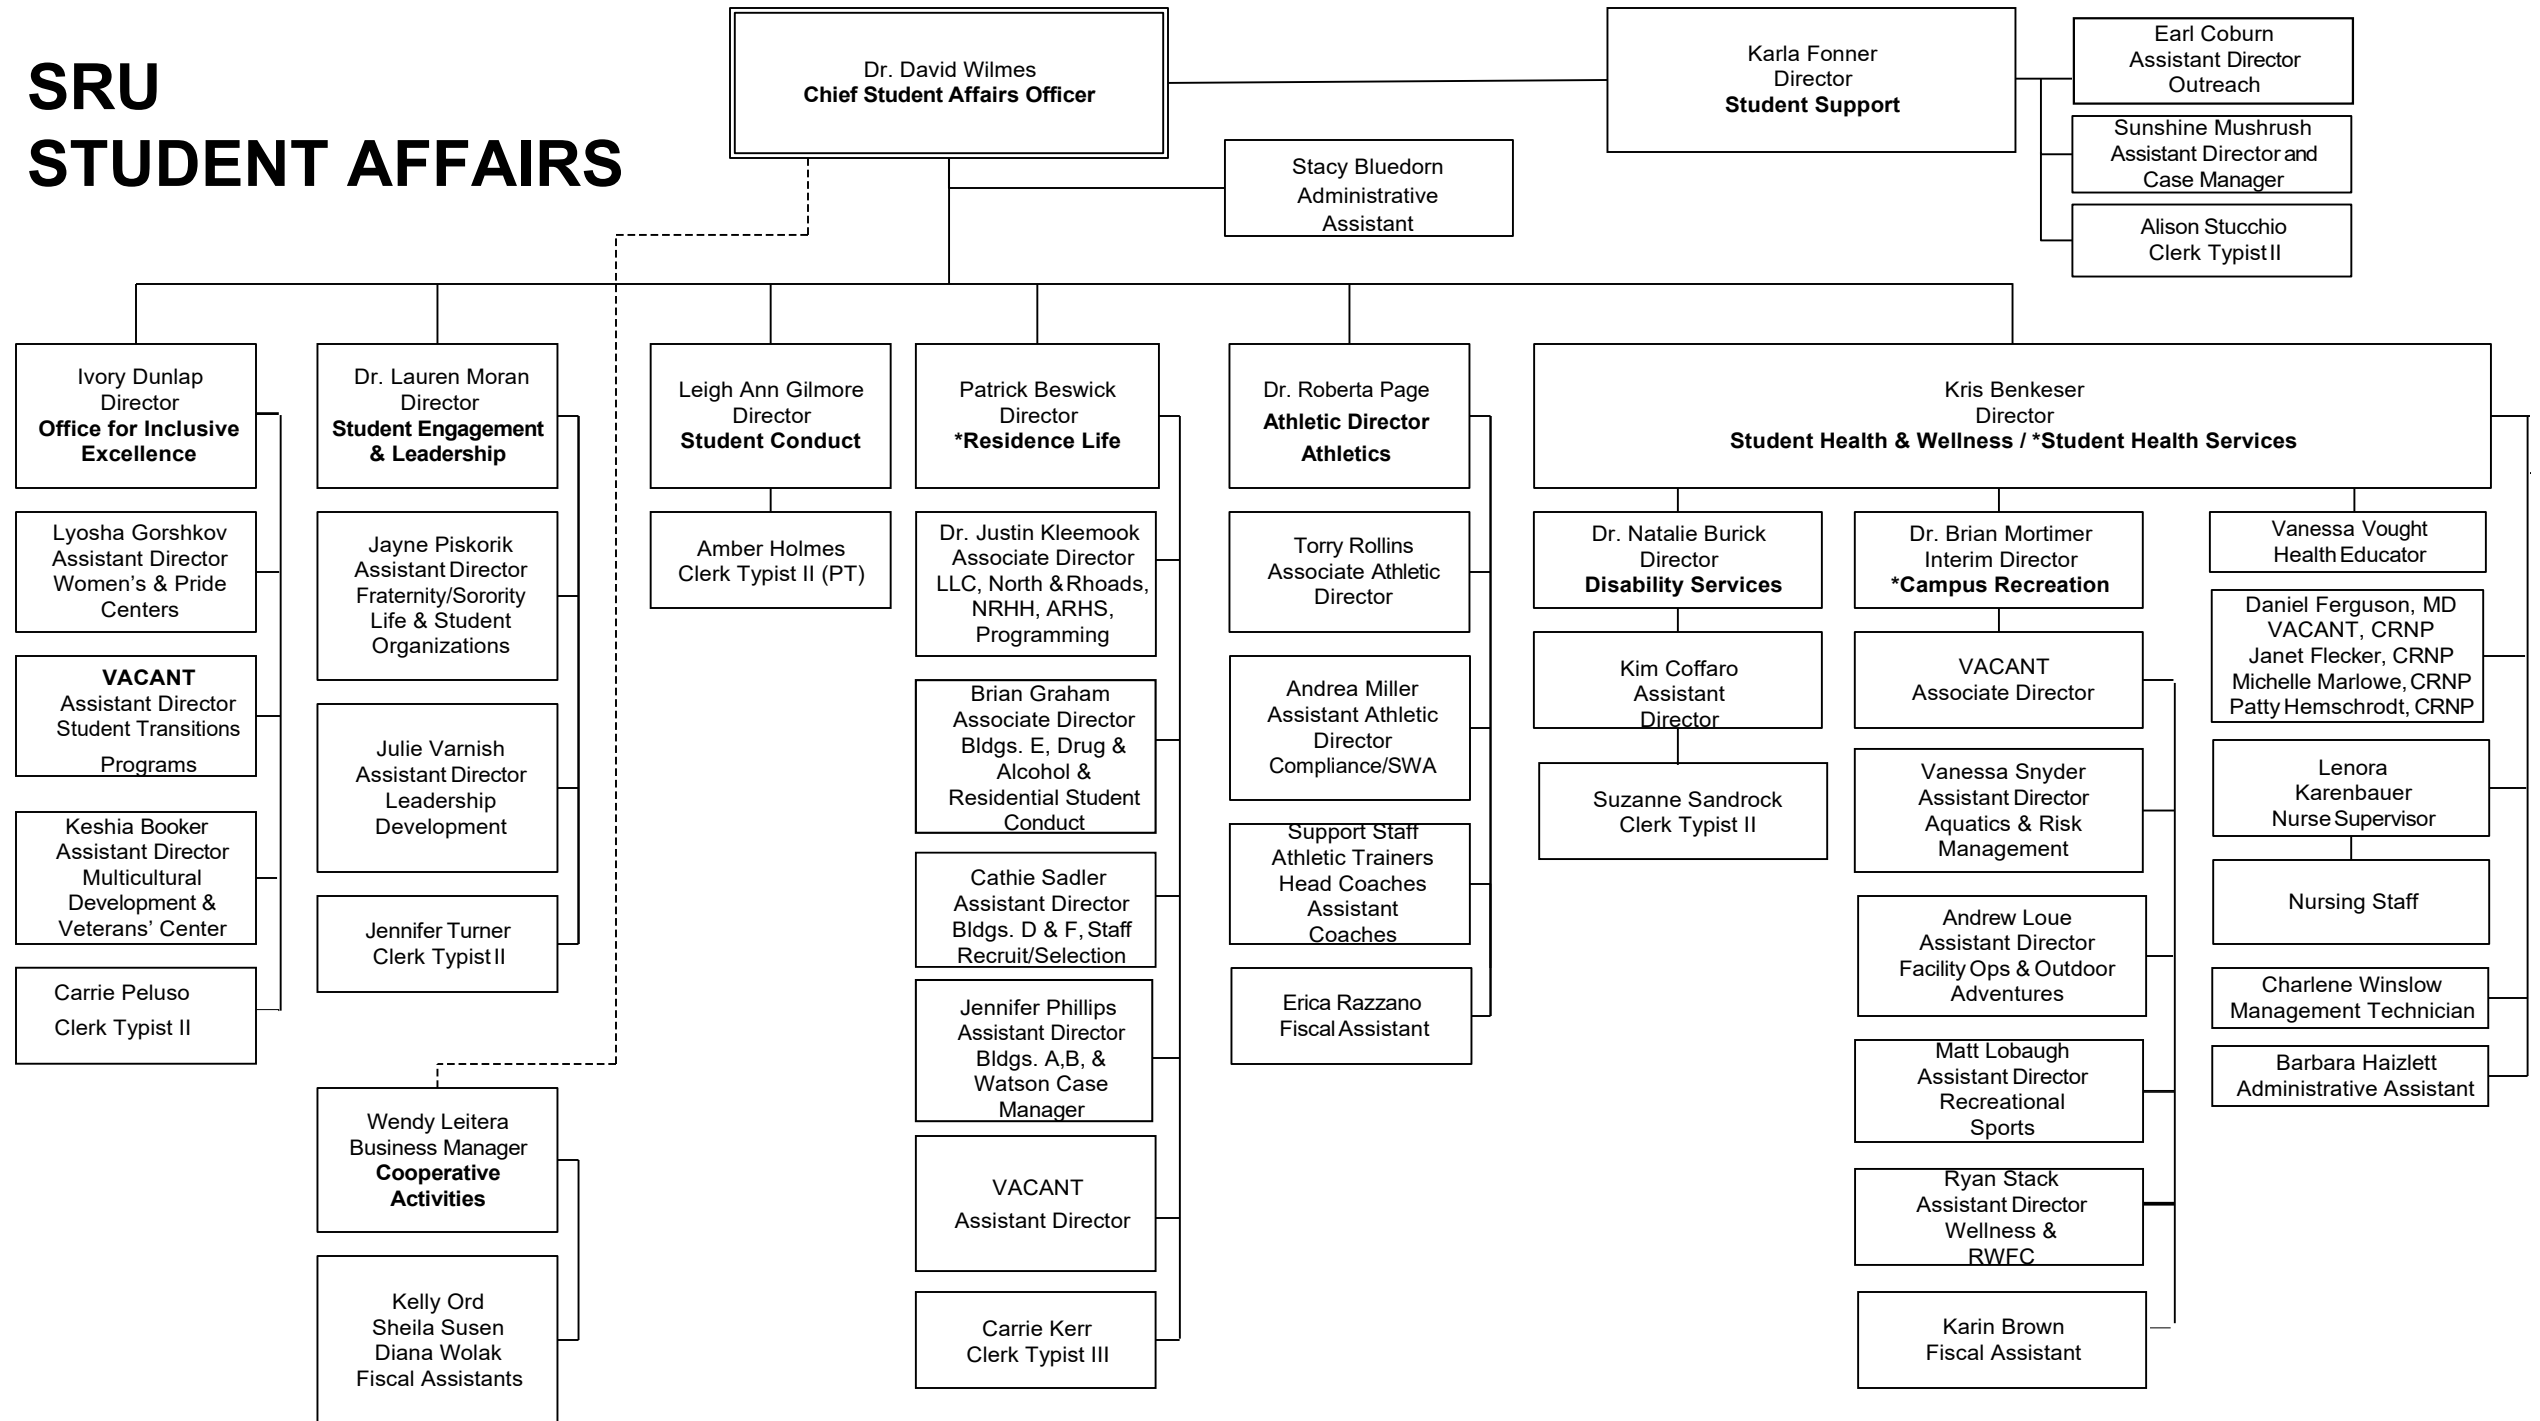 SRU
STUDENT AFFAIRS
Dr. David Wilmes
Chief Student Affairs Officer
Karla Fonner
Director
Student Support
Earl Coburn
Assistant Director
Outreach
Sunshine Mushrush
Assistant Director and
Case Manager
Alison Stucchio
Clerk Typist II
Stacy Bluedorn
Administrative
Assistant
Ivory Dunlap
Director
Office for Inclusive
Excellence
Lyosha Gorshkov
Assistant Director
Women's & Pride
Centers
VACANT
Assistant Director
Student Transitions
Programs
Keshia Booker
Assistant Director
Multicultural
Development &
Veterans' Center
Carrie Peluso
Clerk Typist II
Dr. Lauren Moran
Director
Student Engagement
& Leadership
Jayne Piskorik
Assistant Director
Fraternity/Sorority
Life & Student
Organizations
Julie Varnish
Assistant Director
Leadership
Development
Jennifer Turner
Clerk Typist II
Wendy Leitera
Business Manager
Cooperative
Activities
Kelly Ord
Sheila Susen
Diana Wolak
Fiscal Assistants
Leigh Ann Gilmore
Director
Student Conduct
Amber Holmes
Clerk Typist II (PT)
Patrick Beswick
Director
*Residence Life
Dr. Justin Kleemook
Associate Director
LLC, North & Rhoads,
NRHH, ARHS,
Programming
Brian Graham
Associate Director
Bldgs. E, Drug &
Alcohol &
Residential Student
Conduct
Cathie Sadler
Assistant Director
Bldgs. D & F, Staff
Recruit/Selection
Jennifer Phillips
Assistant Director
Bldgs. A,B, &
Watson Case
Manager
VACANT
Assistant Director
Carrie Kerr
Clerk Typist III
Dr. Roberta Page
Athletic Director
Athletics
Torry Rollins
Associate Athletic
Director
Andrea Miller
Assistant Athletic
Director
Compliance/SWA
Support Staff
Athletic Trainers
Head Coaches
Assistant
Coaches
Erica Razzano
Fiscal Assistant
Kris Benkeser
Director
Student Health & Wellness / *Student Health Services
Dr. Natalie Burick
Director
Disability Services
Kim Coffaro
Assistant
Director
Suzanne Sandrock
Clerk Typist II
Dr. Brian Mortimer
Interim Director
*Campus Recreation
VACANT
Associate Director
Vanessa Snyder
Assistant Director
Aquatics & Risk
Management
Andrew Loue
Assistant Director
Facility Ops & Outdoor
Adventures
Matt Lobaugh
Assistant Director
Recreational
Sports
Ryan Stack
Assistant Director
Wellness &
RWFC
Karin Brown
Fiscal Assistant
Vanessa Vought
Health Educator
Daniel Ferguson, MD
VACANT, CRNP
Janet Flecker, CRNP
Michelle Marlowe, CRNP
Patty Hemschrodt, CRNP
Lenora
Karenbauer
Nurse Supervisor
Nursing Staff
Charlene Winslow
Management Technician
Barbara Haizlett
Administrative Assistant